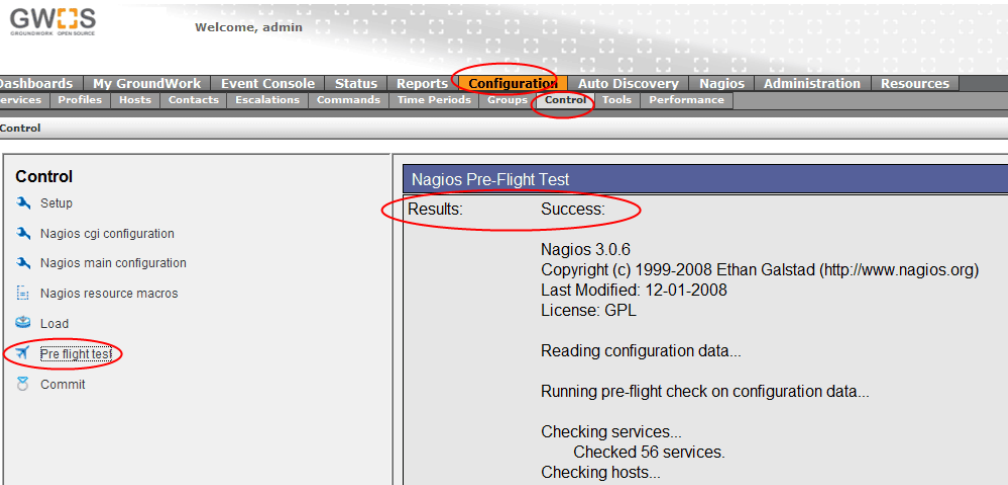 GWOS
GROUNDWORK OPEN SOURCE
Welcome, admin
Dashboards My GroundWork Event Console Status Reports Configuration Auto Discovery Nagios Administration Resources
ervices Profiles Hosts Contacts Escalations Commands Time Periods Groups Control Tools Performance
Control
Control
Setup
Nagios cgi configuration
Nagios main configuration
Nagios resource macros
Load
Pre flight test
Commit
Nagios Pre-Flight Test
Results: Success:
Nagios 3.0.6
Copyright (c) 1999-2008 Ethan Galstad (http://www.nagios.org)
Last Modified: 12-01-2008
License: GPL
Reading configuration data...
Running pre-flight check on configuration data...
Checking services...
Checked 56 services.
Checking hosts...